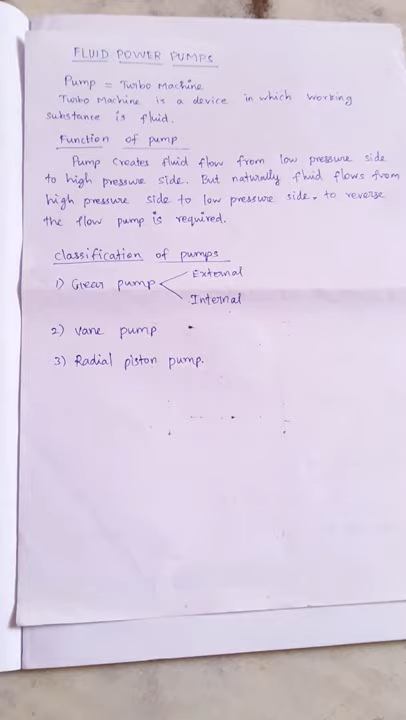 FLUID POWER PUMPS
Pump = Turbo Machine
Turbo Machine is a device in which working
substance is fluid.
Function of pump
Pump creates fluid flow from low pressure side
to high pressure side. But naturally fluid flows from
high pressure side to low pressure side. to reverse
the flow pump is required.
Classification of pumps
External
1) Gear pump
Internal
2) Vane pump
3) Radial piston pump.